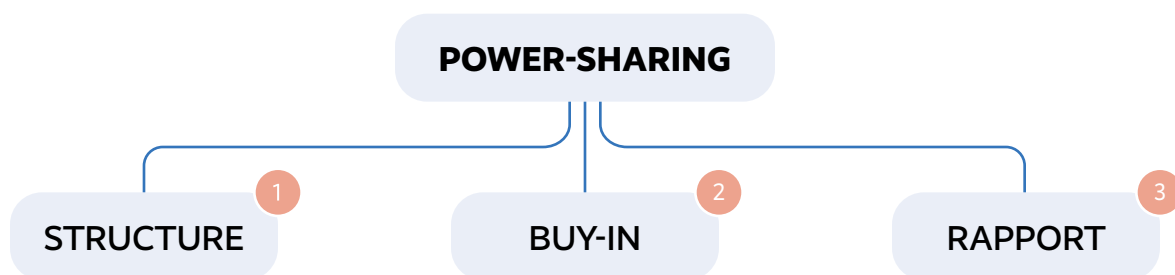 POWER-SHARING
1
STRUCTURE
2
BUY-IN
3
RAPPORT